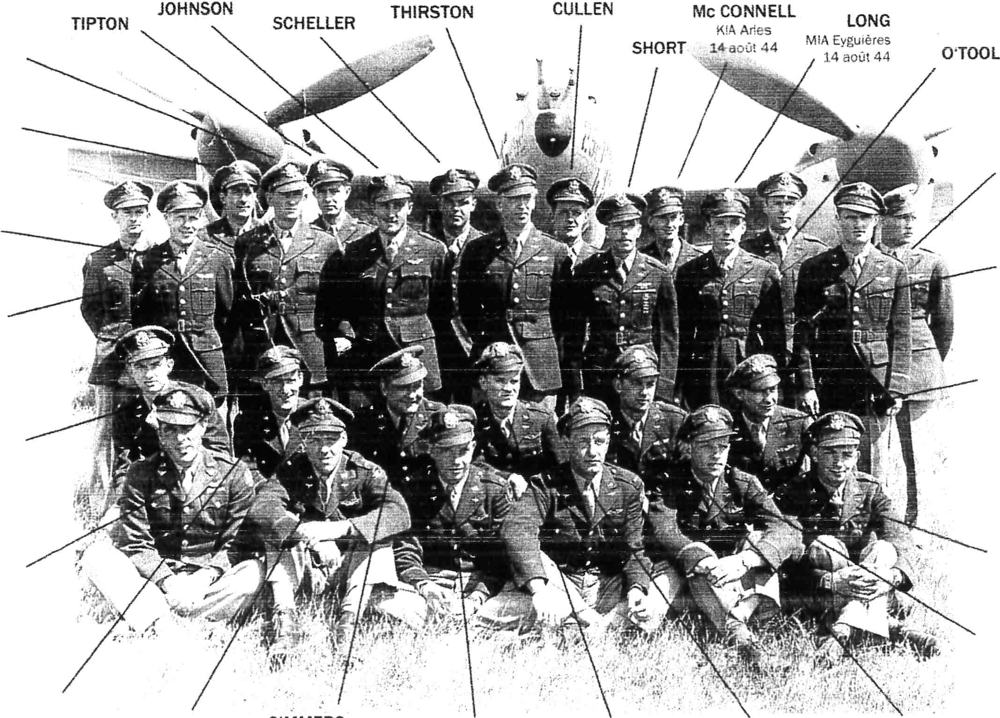 JOHNSON
TIPTON
SCHELLER
THIRSTON
CULLEN
SHORT
Mc CONNELL
KIA Arles
14 août 44
LONG
MIA Eyguières
14 août 44
O'TOOL